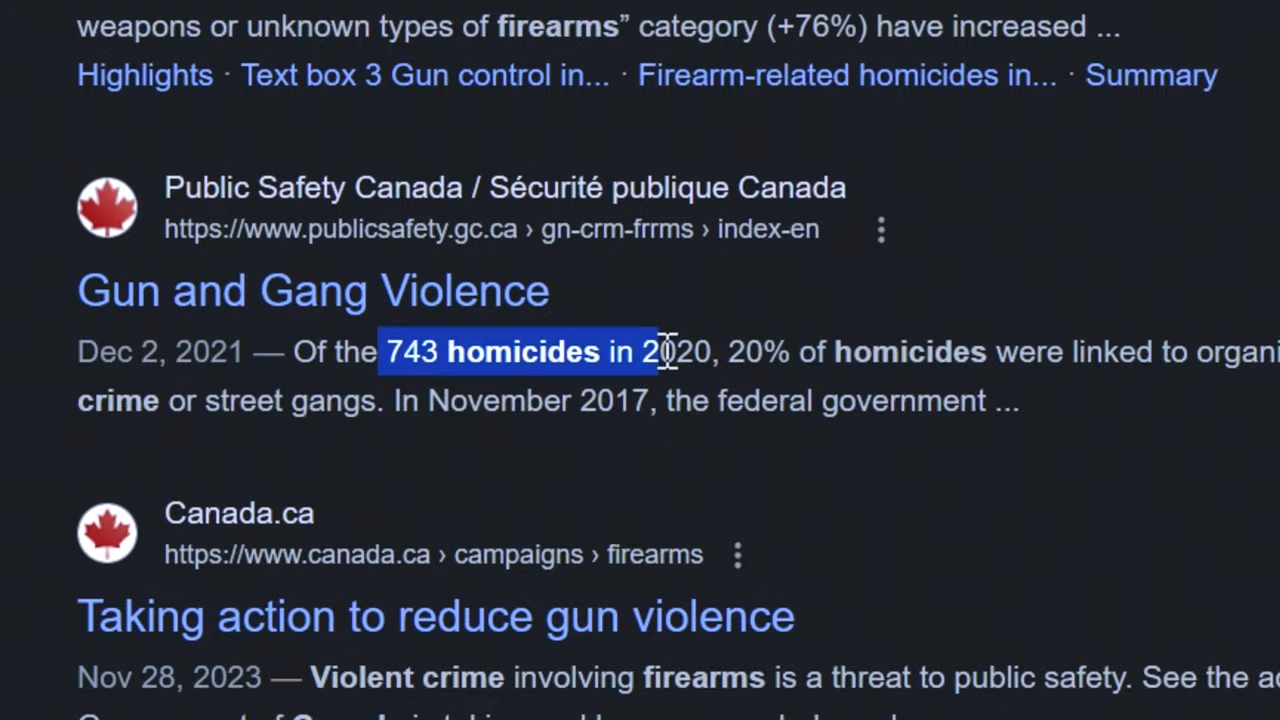 weapons or unknown types of firearms” category (+76%) have increased ...
Highlights · Text box 3 Gun control in... · Firearm-related homicides in... · Summary
Public Safety Canada / Sécurité publique Canada
https://www.publicsafety.gc.ca › gn-crm-frrms › index-en
Gun and Gang Violence
Dec 2, 2021 — Of the 743 homicides in 2020, 20% of homicides were linked to organi
crime or street gangs. In November 2017, the federal government ...
Canada.ca
https://www.canada.ca › campaigns › firearms
Taking action to reduce gun violence
Nov 28, 2023 — Violent crime involving firearms is a threat to public safety. See the